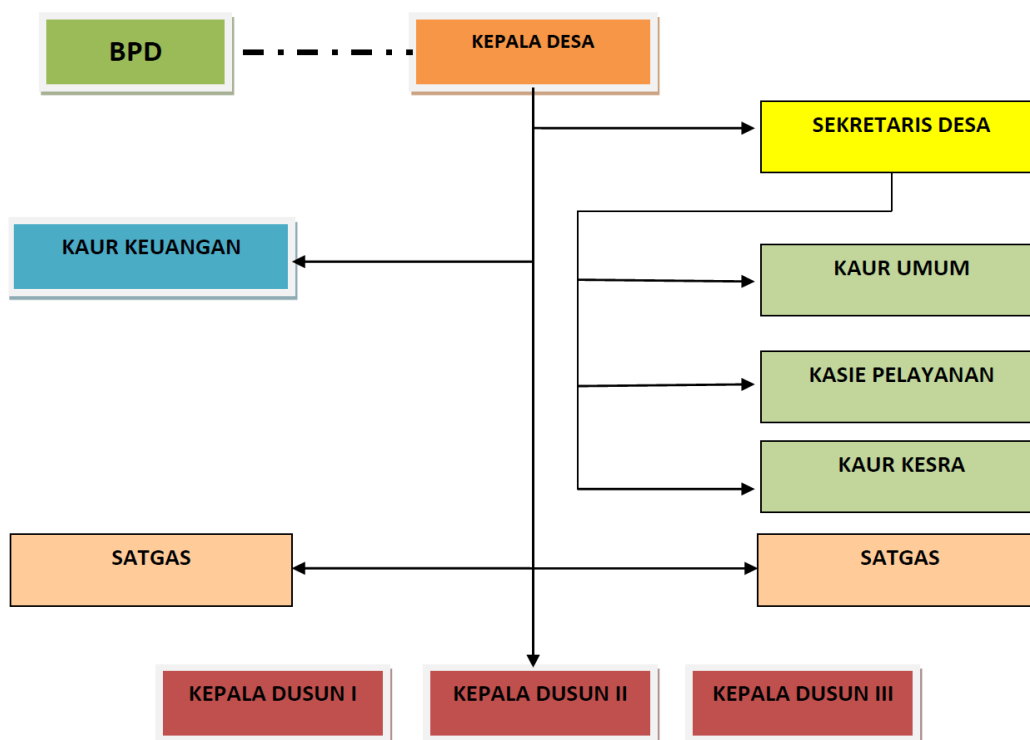 BPD
KEPALA DESA
SEKRETARIS DESA
KAUR KEUANGAN
KAUR UMUM
KASIE PELAYANAN
KAUR KESRA
SATGAS
SATGAS
KEPALA DUSUN I
KEPALA DUSUN II
KEPALA DUSUN III